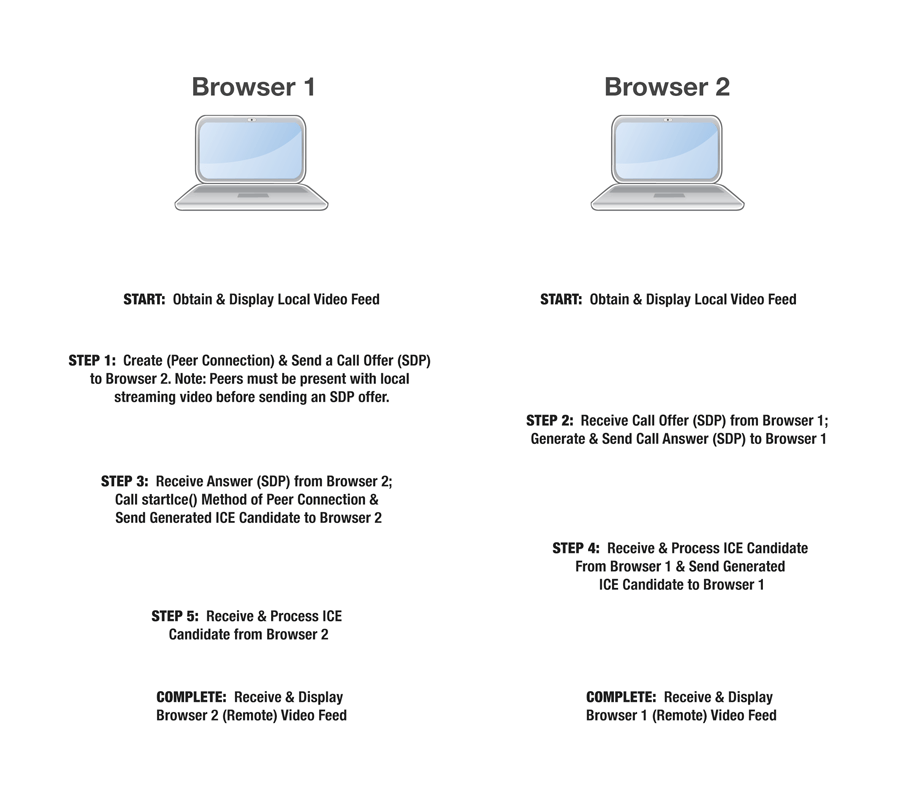 Browser 1
Browser 2
START: Obtain & Display Local Video Feed
START: Obtain & Display Local Video Feed
STEP 1: Create (Peer Connection) & Send a Call Offer (SDP)
to Browser 2. Note: Peers must be present with local
streaming video before sending an SDP offer.
STEP 2: Receive Call Offer (SDP) from Browser 1;
Generate & Send Call Answer (SDP) to Browser 1
STEP 3: Receive Answer (SDP) from Browser 2;
Call startIce() Method of Peer Connection &
Send Generated ICE Candidate to Browser 2
STEP 4: Receive & Process ICE Candidate
From Browser 1 & Send Generated
ICE Candidate to Browser 1
STEP 5: Receive & Process ICE
Candidate from Browser 2
COMPLETE: Receive & Display
Browser 2 (Remote) Video Feed
COMPLETE: Receive & Display
Browser 1 (Remote) Video Feed